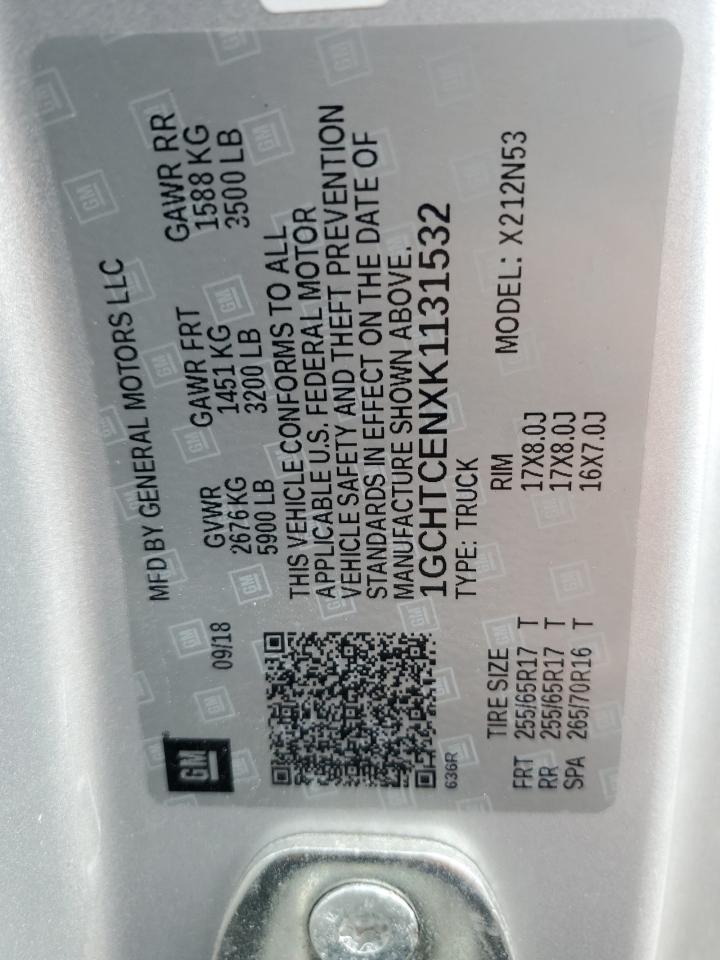 GM
MFD BY GENERAL MOTORS LLC
09/18
GVWR GAWR FRT GAWR RR
2676 KG 1451 KG 1588 KG
5900 LB 3200 LB 3500 LB
THIS VEHICLE CONFORMS TO ALL
APPLICABLE U.S. FEDERAL MOTOR
VEHICLE SAFETY AND THEFT PREVENTION
STANDARDS IN EFFECT ON THE DATE OF
MANUFACTURE SHOWN ABOVE.
1GCHTCENXK1131532
636R
TYPE: TRUCK MODEL: X212N53
TIRE SIZE RIM
FRT 255/65R17 T 17X8.0J
RR 255/65R17 T 17X8.0J
SPA 265/70R16 T 16X7.0J